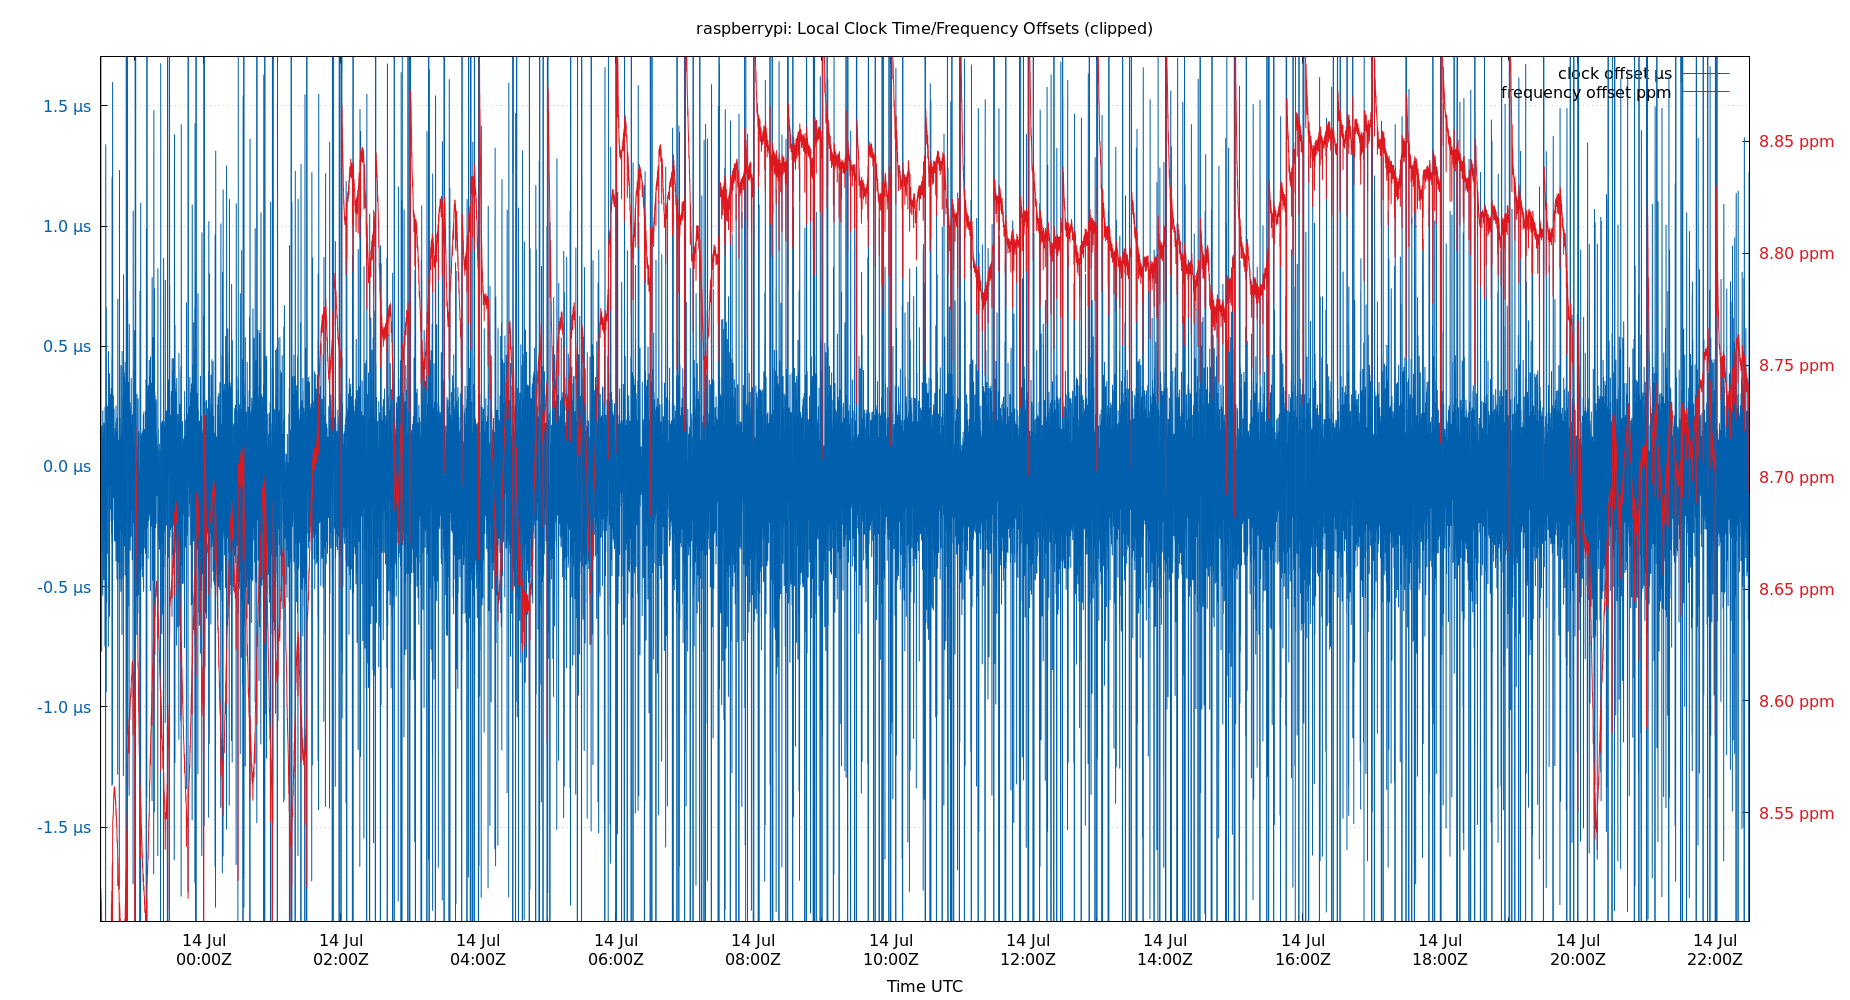 raspberrypi: Local Clock Time/Frequency Offsets (clipped)
clock offset µs
frequency offset ppm
1.5 µs
1.0 µs
0.5 µs
0.0 µs
-0.5 µs
-1.0 µs
-1.5 µs
8.85 ppm
8.80 ppm
8.75 ppm
8.70 ppm
8.65 ppm
8.60 ppm
8.55 ppm
14 Jul 14 Jul 14 Jul 14 Jul 14 Jul 14 Jul 14 Jul 14 Jul 14 Jul 14 Jul 14 Jul 14 Jul
00:00Z 02:00Z 04:00Z 06:00Z 08:00Z 10:00Z 12:00Z 14:00Z 16:00Z 18:00Z 20:00Z 22:00Z
Time UTC